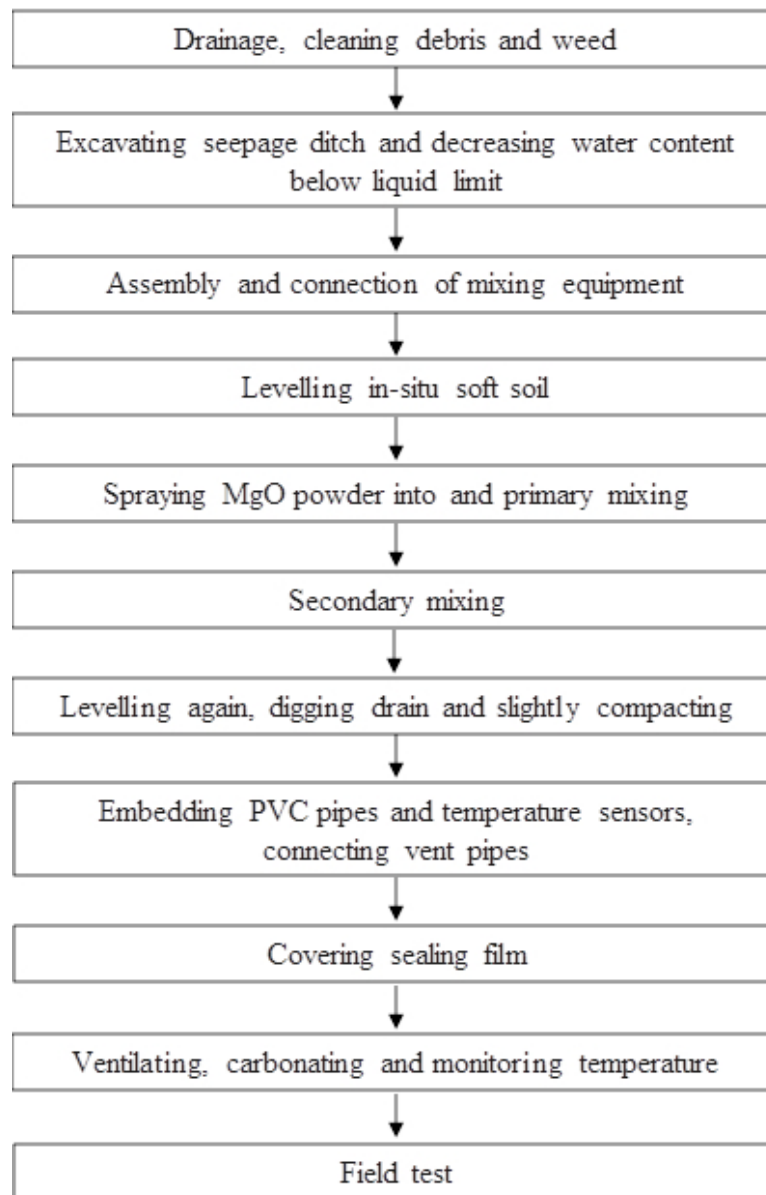 Drainage, cleaning debris and weed
Excavating seepage ditch and decreasing water content
below liquid limit
Assembly and connection of mixing equipment
Levelling in-situ soft soil
Spraying MgO powder into and primary mixing
Secondary mixing
Levelling again, digging drain and slightly compacting
Embedding PVC pipes and temperature sensors,
connecting vent pipes
Covering sealing film
Ventilating, carbonating and monitoring temperature
Field test